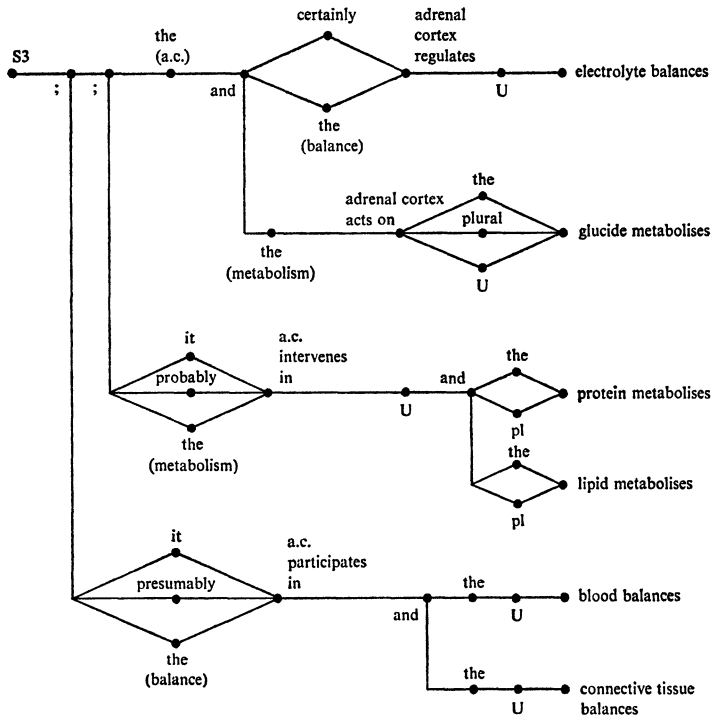 certainly
adrenal
cortex
regulates
S3
the
(a.c.)
;
;
and
U
electrolyte balances
the
(balance)
the
adrenal cortex
acts on
plural
glucide metabolises
the
(metabolism)
U
it
a.c.
intervenes
in
probably
the
and
protein metabolises
U
the
(metabolism)
pl
the
lipid metabolises
pl
it
a.c.
participates
in
presumably
the
blood balances
and
U
the
(balance)
the
connective tissue
balances
U